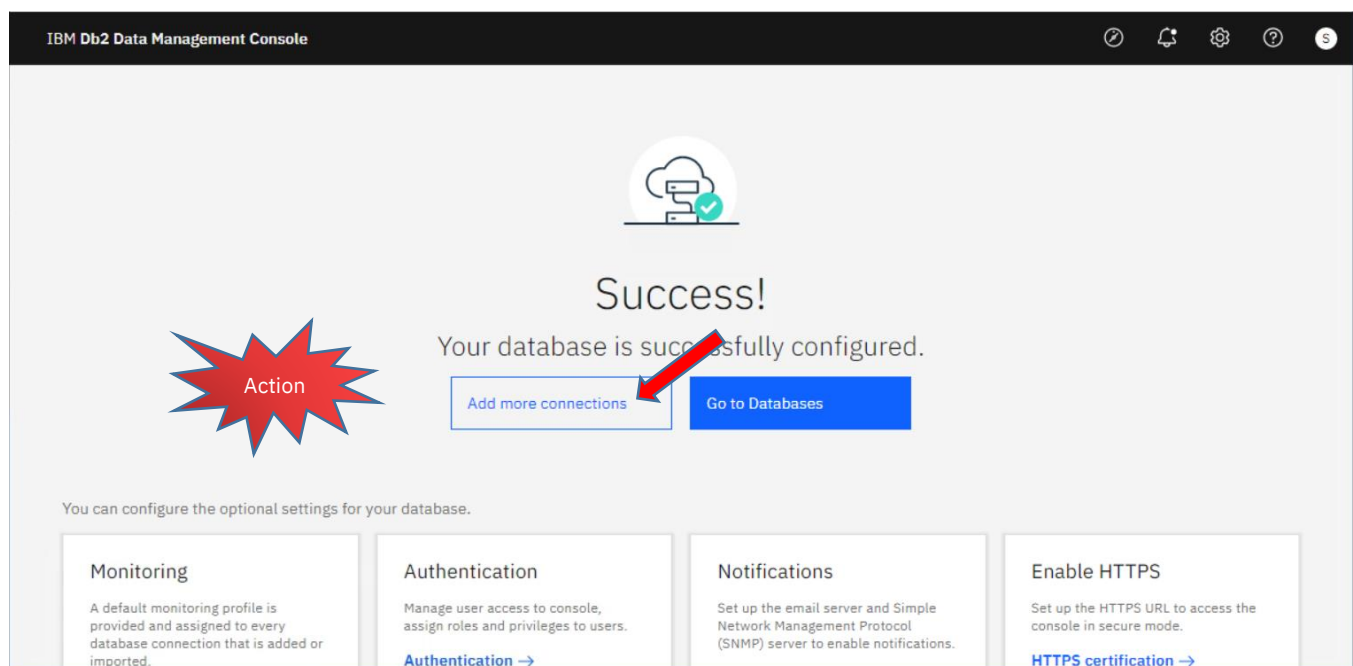 IBM Db2 Data Management Console
S
Success!
Your database is successfully configured.
Action
Add more connections
Go to Databases
You can configure the optional settings for your database.
Monitoring
A default monitoring profile is
provided and assigned to every
database connection that is added or
imported.
Authentication
Manage user access to console,
assign roles and privileges to users.
Authentication →
Notifications
Set up the email server and Simple
Network Management Protocol
(SNMP) server to enable notifications.
Enable HTTPS
Set up the HTTPS URL to access the
console in secure mode.
HTTPS certification →